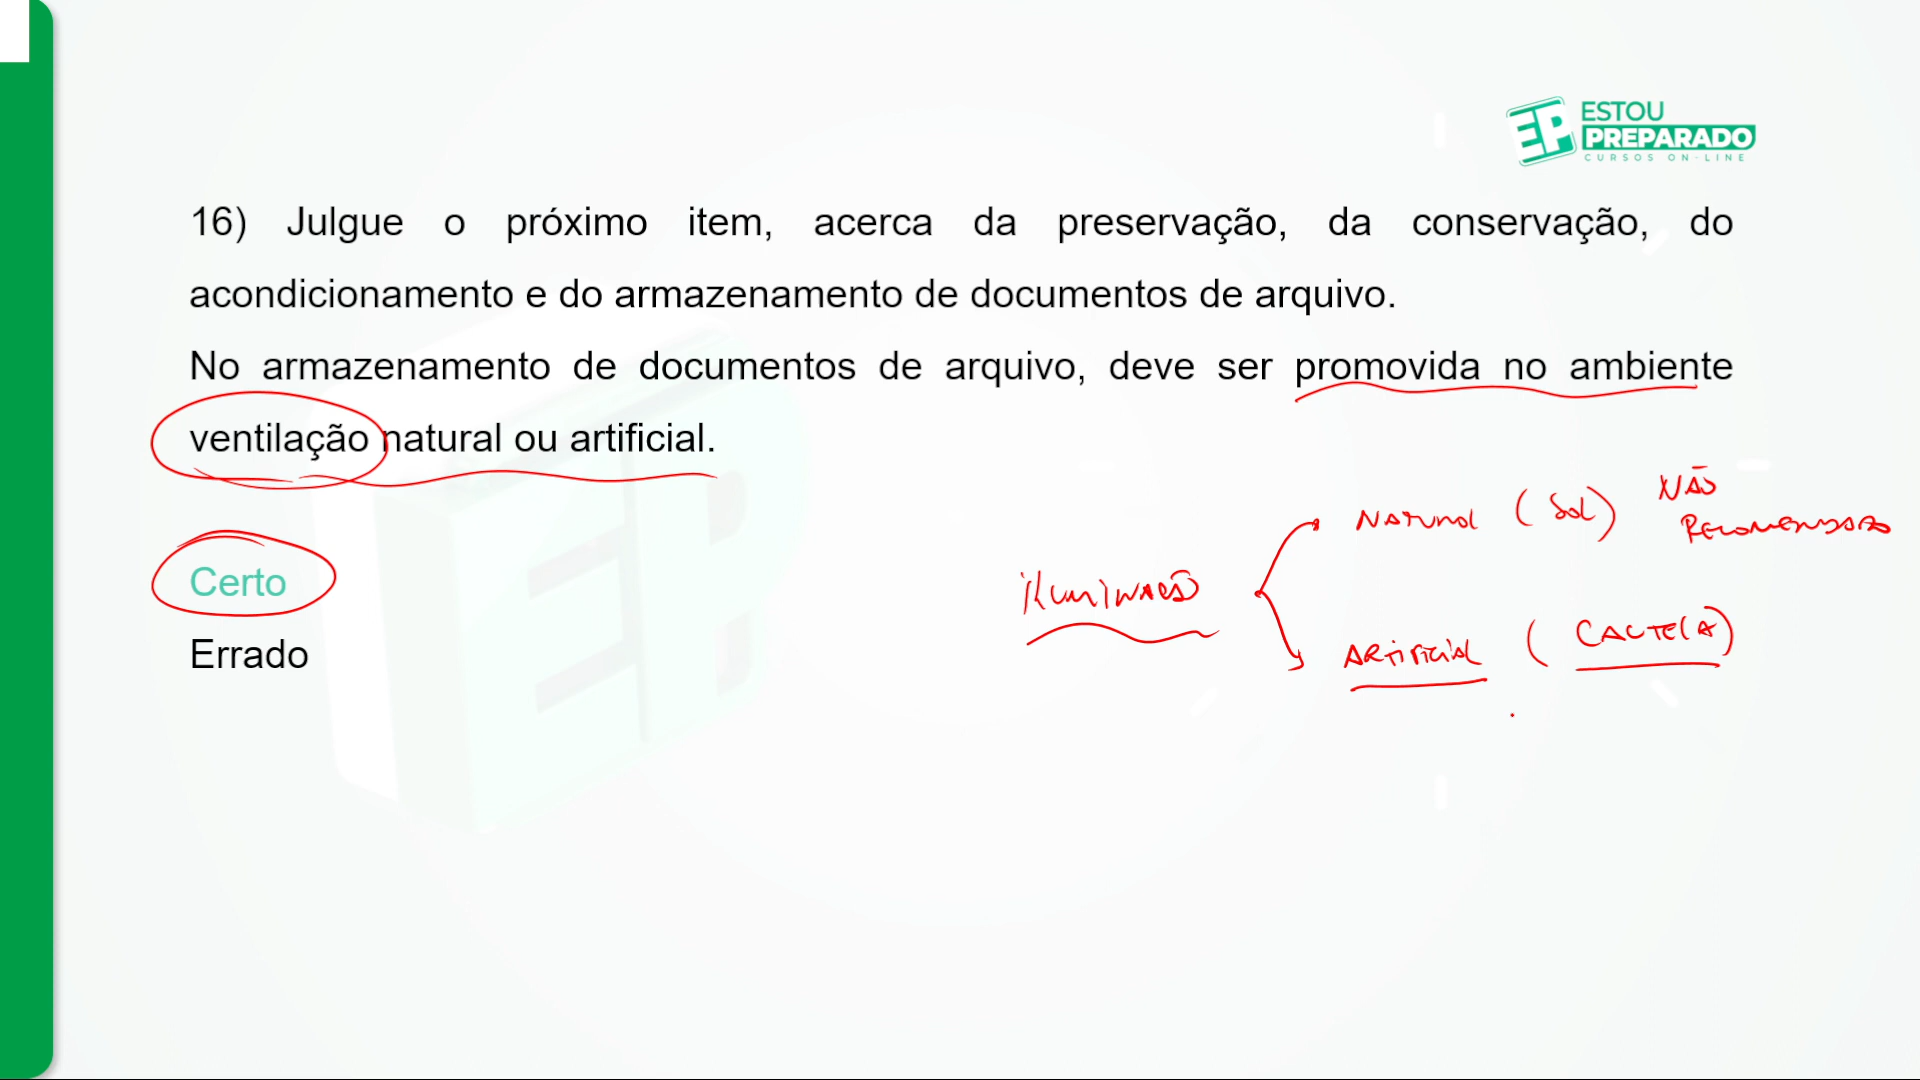 ESTOU
PREPARADO
CURSOS ON-LINE
16) Julgue o próximo item, acerca da preservação, da conservação, do
acondicionamento e do armazenamento de documentos de arquivo.
No armazenamento de documentos de arquivo, deve ser promovida no ambiente
ventilação natural ou artificial.
Certo
Errado
ILUMINAÇÃO
NATURAL (SOL) NÃO
RECOMENDADO
ARTIFICIAL (CAUTELA)